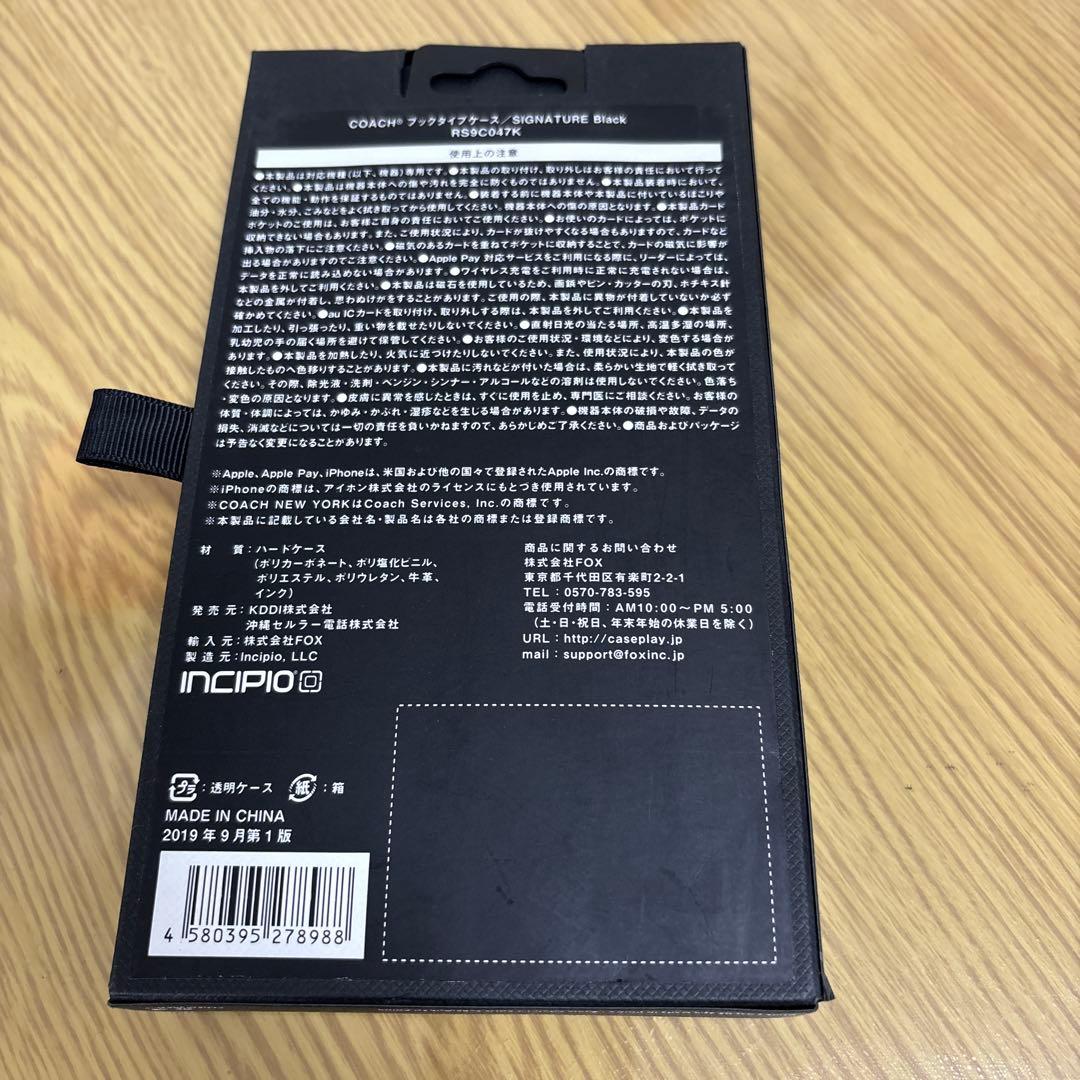 COACH® ブックタイプケース／SIGNATURE Black
RS9C047K
使用上の注意
●本製品は対応機種(以下、機器)専用です。●本製品の取り付け、取り外しはお客様の責任において行って
ください。●本製品は機器本体への傷や汚れを完全に防ぐものではありません。●本製品装着時において、
全ての機能・動作を保証するものではありません。●装着する前に機器本体や本製品に付いているほこりや
油分・水分、ごみなどをよく拭き取ってから使用してください。機器本体への傷の原因となります。●本製品カード
ポケットのご使用は、お客様ご自身の責任においてご使用ください。●お使いのカードによっては、ポケットに
収納できない場合もあります。また、ご使用状況により、カードが抜けやすくなる場合もありますので、カードなど
挿入物の落下にご注意ください。●磁気のあるカードを重ねてポケットに収納することで、カードの磁気に影響が
出る場合がありますのでご注意ください。●Apple Pay 対応サービスをご利用になる際に、リーダーによっては、
データを正常に読み込めない場合があります。●ワイヤレス充電をご利用時に正常に充電されない場合は、
本製品を外してご利用ください。●本製品は磁石を使用しているため、画鋲やピン・カッターの刃、ホチキス針
などの金属が付着し、思わぬけがをすることがあります。ご使用の際、本製品に異物が付着していないか必ず
確かめてください。●au ICカードを取り付け、取り外しする際は、本製品を外してご利用ください。●本製品を
加工したり、引っ張ったり、重い物を載せたりしないでください。●直射日光の当たる場所、高温多湿の場所、
乳幼児の手の届く場所を避けて保管してください。●お客様のご使用状況・環境などにより、変色する場合が
あります。●本製品を加熱したり、火気に近づけたりしないでください。また、使用状況により、本製品の色が
接触したものへ色移りすることがあります。●本製品に汚れなどが付いた場合は、柔らかい生地で軽く拭き取って
ください。その際、除光液・洗剤・ベンジン・シンナー・アルコールなどの溶剤は使用しないでください。色落ち
・変色の原因となります。●皮膚に異常を感じたときは、すぐに使用を止め、専門医にご相談ください。お客様の
体質・体調によっては、かゆみ・かぶれ・湿疹などを生じる場合があります。●機器本体の破損や故障、データの
損失、消滅などについては一切の責任を負いかねますので、あらかじめご了承ください。●商品およびパッケージ
は予告なく変更になることがあります。
※Apple、Apple Pay、iPhoneは、米国および他の国々で登録されたApple Inc.の商標です。
※iPhoneの商標は、アイホン株式会社のライセンスにもとづき使用されています。
※COACH NEW YORKはCoach Services, Inc.の商標です。
※本製品に記載している会社名・製品名は各社の商標または登録商標です。
材　質：ハードケース
(ポリカーボネート、ポリ塩化ビニル、
ポリエステル、ポリウレタン、牛革、
インク)
発売元：KDDI株式会社
沖縄セルラー電話株式会社
輸入元：株式会社FOX
製造元：Incipio, LLC
INCIPIO
商品に関するお問い合わせ
株式会社FOX
東京都千代田区有楽町2-2-1
TEL：0570-783-595
電話受付時間：AM10:00～PM 5:00
（土・日・祝日、年末年始の休業日を除く）
URL：http://caseplay.jp
mail：support@foxinc.jp
プラ：透明ケース 紙：箱
MADE IN CHINA
2019年9月第1版
4 580395 278988